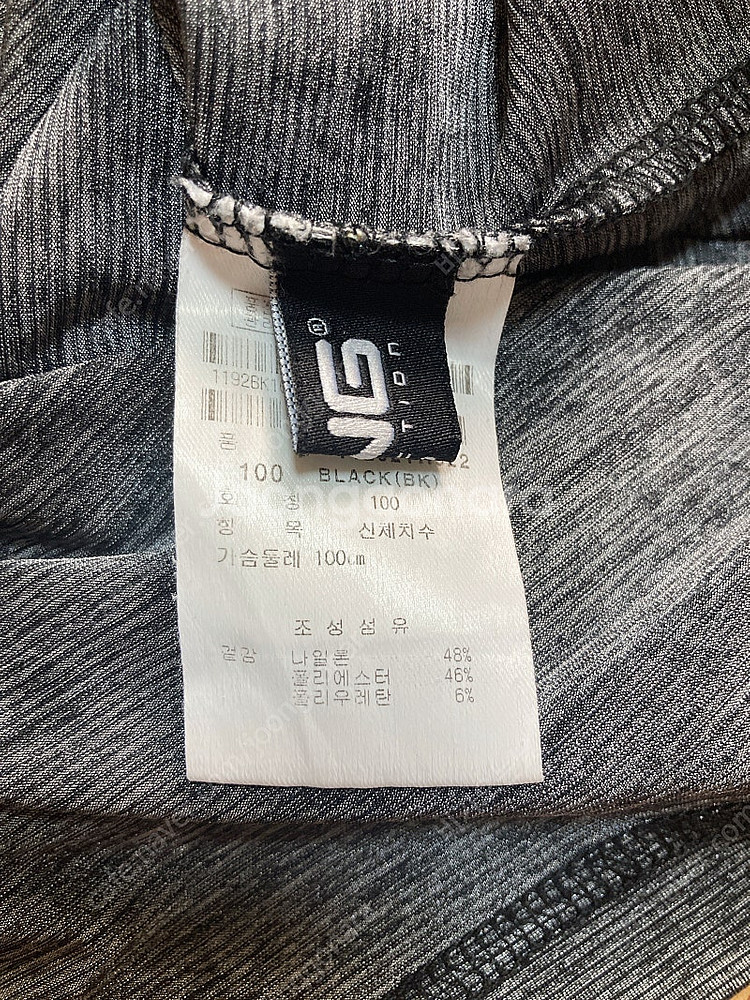 ®
1192BK1
품
100 BLACK(BK)
호 칭 100
항 목 신체치수
가슴둘레 100cm
조 성 섬 유
겉감 나일론 48%
폴리에스터 46%
폴리우레탄 6%